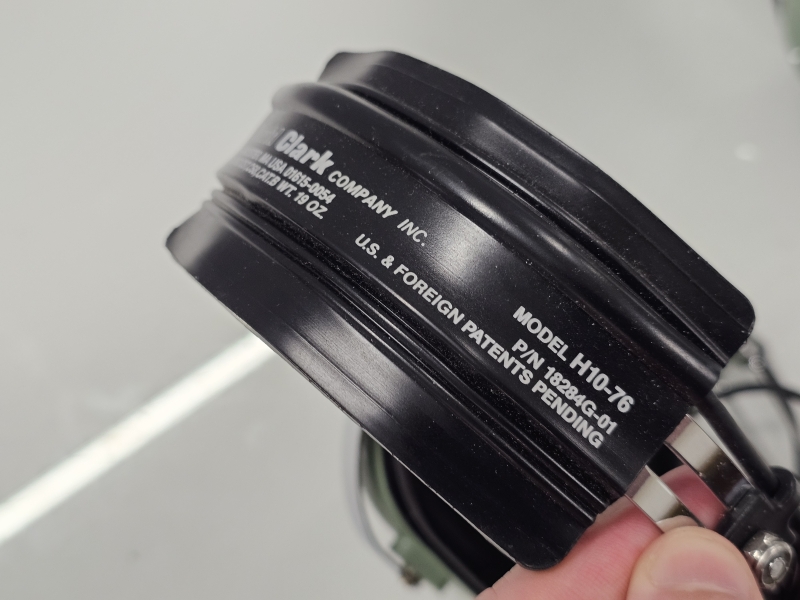 Clark COMPANY INC.
MA USA 01615-0054
WT. 19 OZ.
U.S. & FOREIGN PATENTS PENDING
MODEL H10-76
P/N 18284G-01